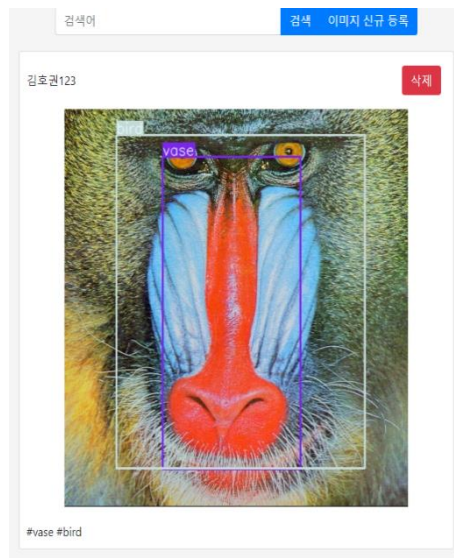 검색어 검색 이미지 신규 등록
김호권123 삭제
bird
vase
#vase #bird